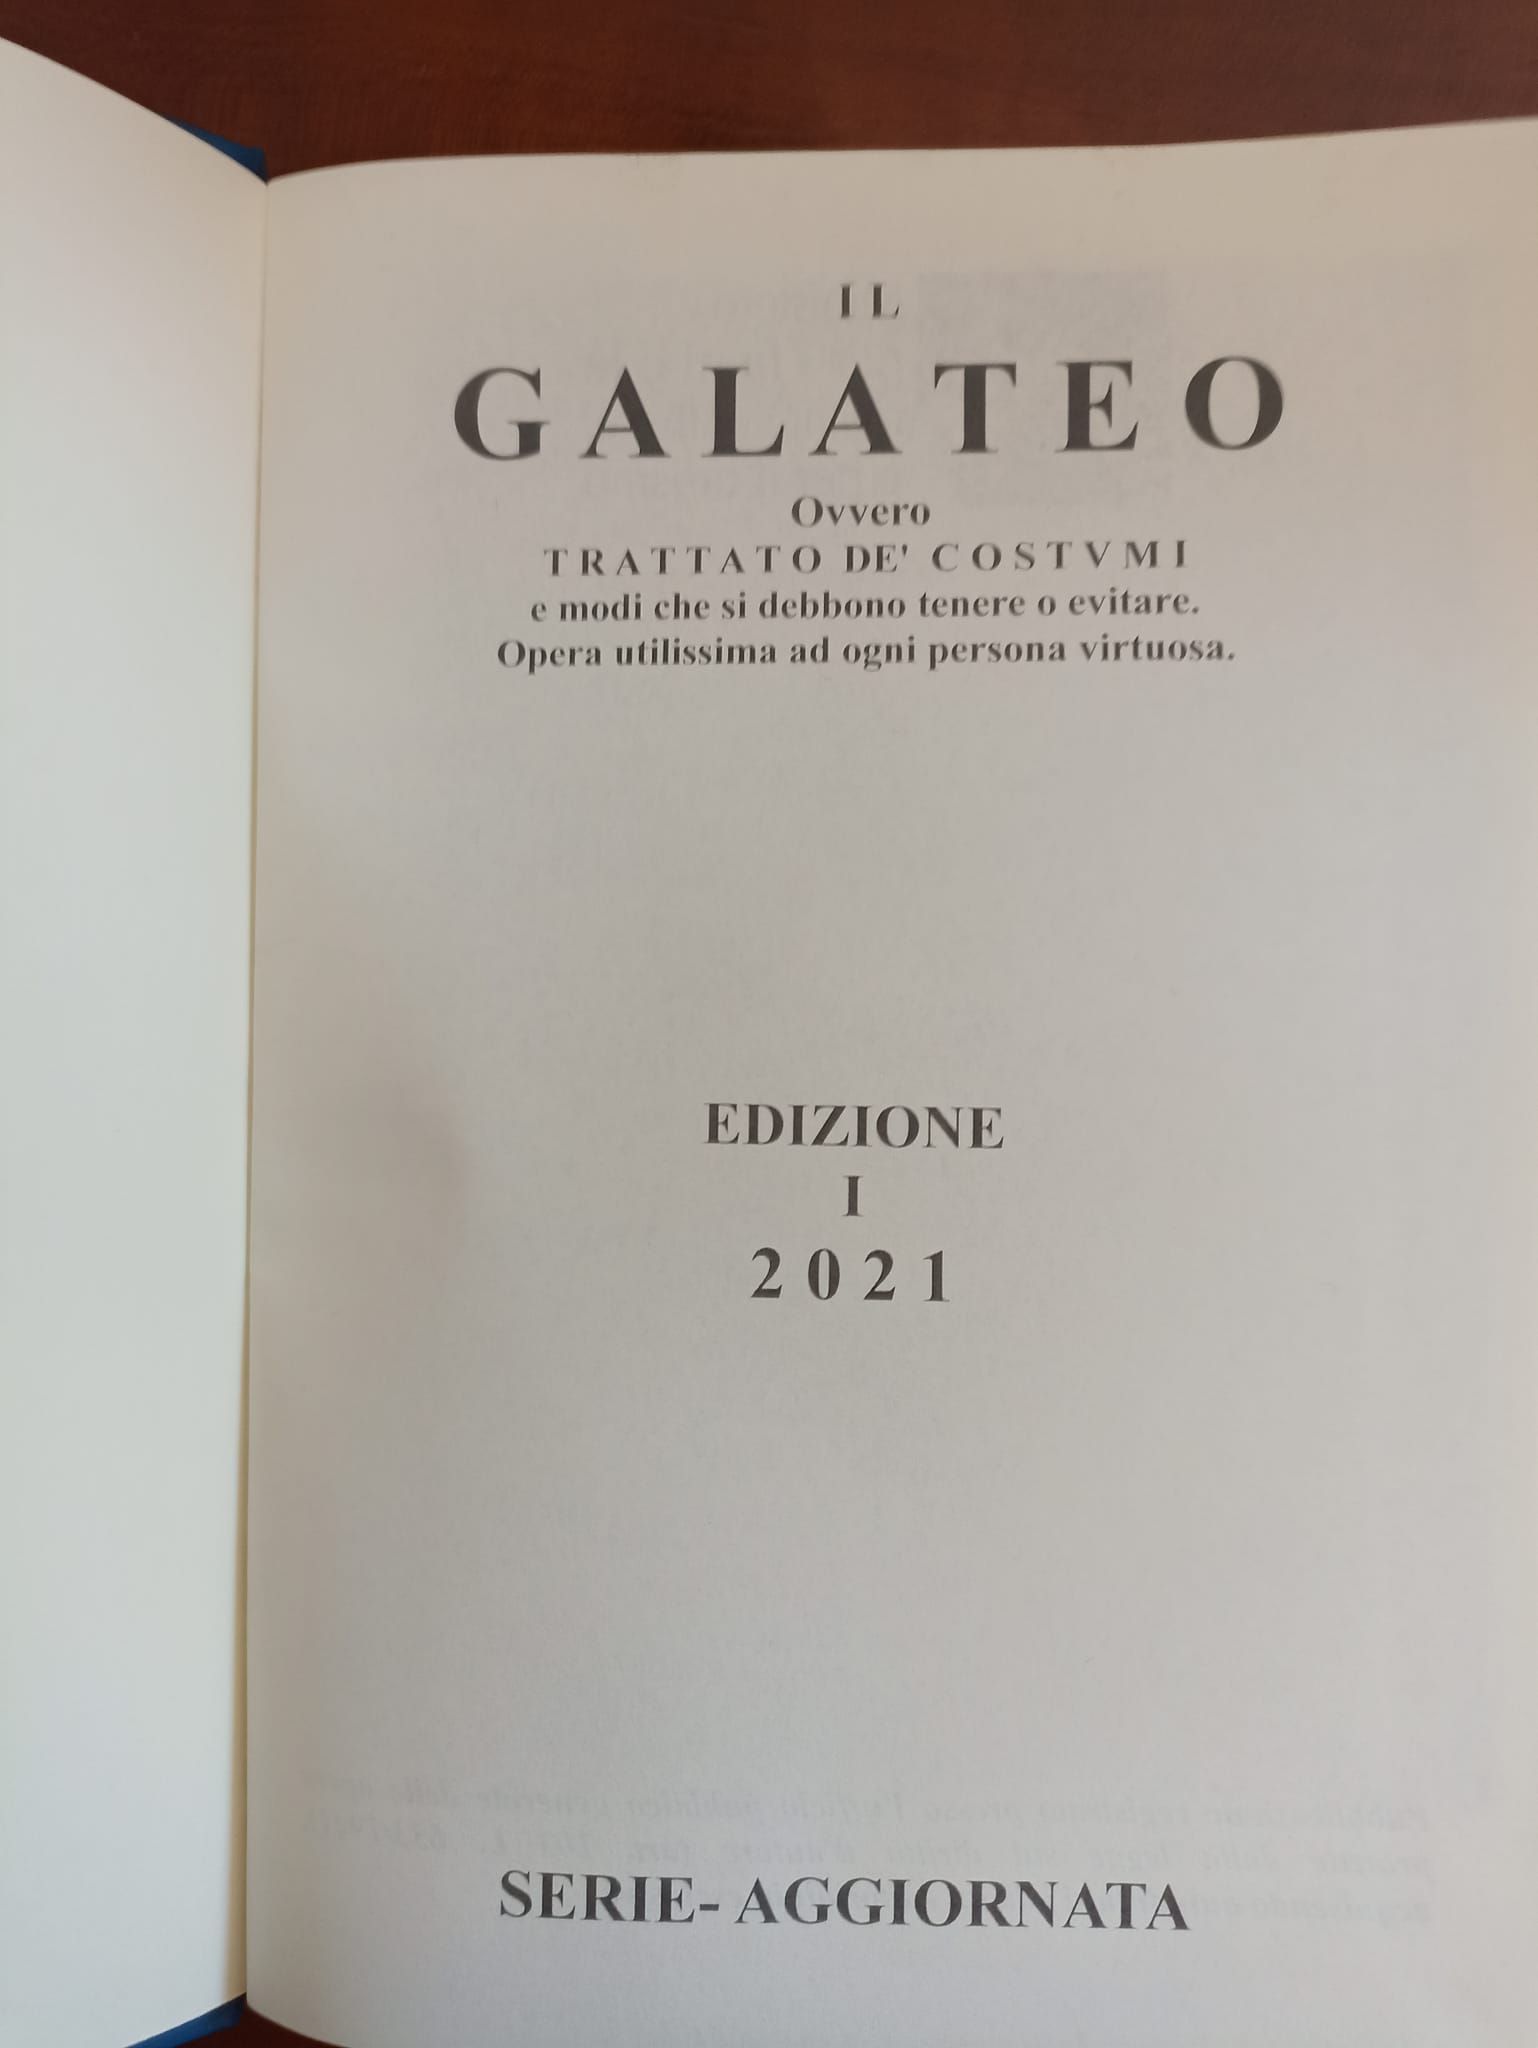 IL
GALATEO
Ovvero
TRATTATO DE' COSTVMI
e modi che si debbono tenere o evitare.
Opera utilissima ad ogni persona virtuosa.
EDIZIONE
I
2021
SERIE- AGGIORNATA